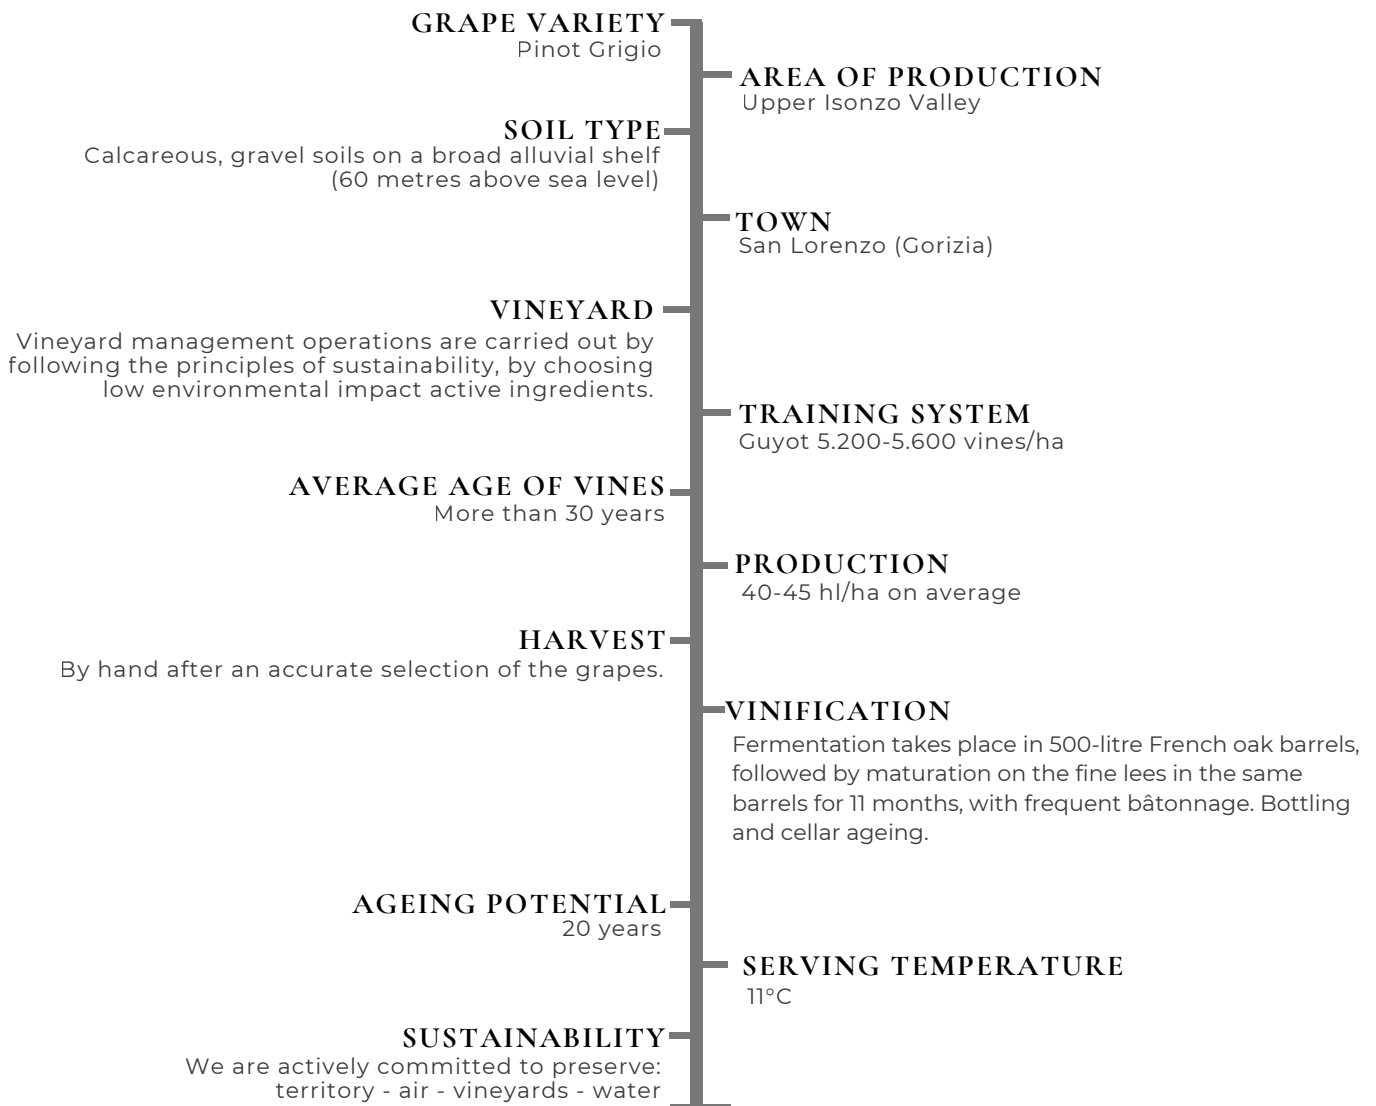 GRAPE VARIETY
Pinot Grigio
AREA OF PRODUCTION
Upper Isonzo Valley
SOIL TYPE
Calcareous, gravel soils on a broad alluvial shelf
(60 metres above sea level)
TOWN
San Lorenzo (Gorizia)
VINEYARD
Vineyard management operations are carried out by
following the principles of sustainability, by choosing
low environmental impact active ingredients.
TRAINING SYSTEM
Guyot 5.200-5.600 vines/ha
AVERAGE AGE OF VINES
More than 30 years
PRODUCTION
40-45 hl/ha on average
HARVEST
By hand after an accurate selection of the grapes.
VINIFICATION
Fermentation takes place in 500-litre French oak barrels,
followed by maturation on the fine lees in the same
barrels for 11 months, with frequent bâtonnage. Bottling
and cellar ageing.
AGEING POTENTIAL
20 years
SERVING TEMPERATURE
11°C
SUSTAINABILITY
We are actively committed to preserve:
territory - air - vineyards - water